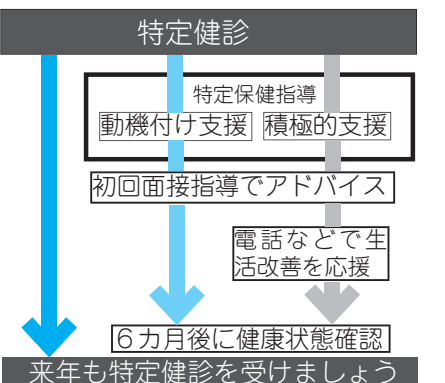 特定健診
特定保健指導
動機付け支援 積極的支援
初回面接指導でアドバイス
電話などで生
活改善を応援
６カ月後に健康状態確認
来年も特定健診を受けましょう